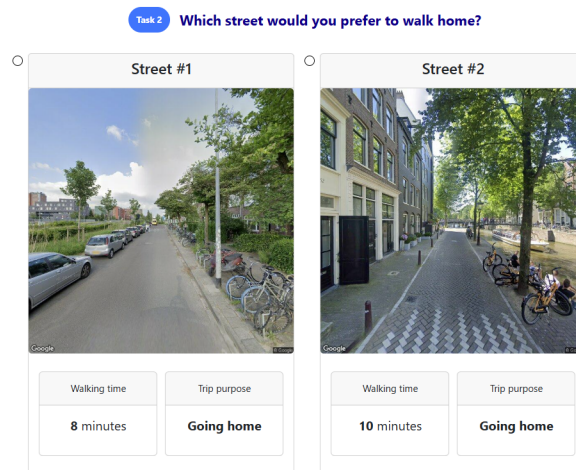 Task 2 Which street would you prefer to walk home?
Street #1
Street #2
Google
Google
Walking time
Trip purpose
8 minutes
Going home
Walking time
Trip purpose
10 minutes
Going home